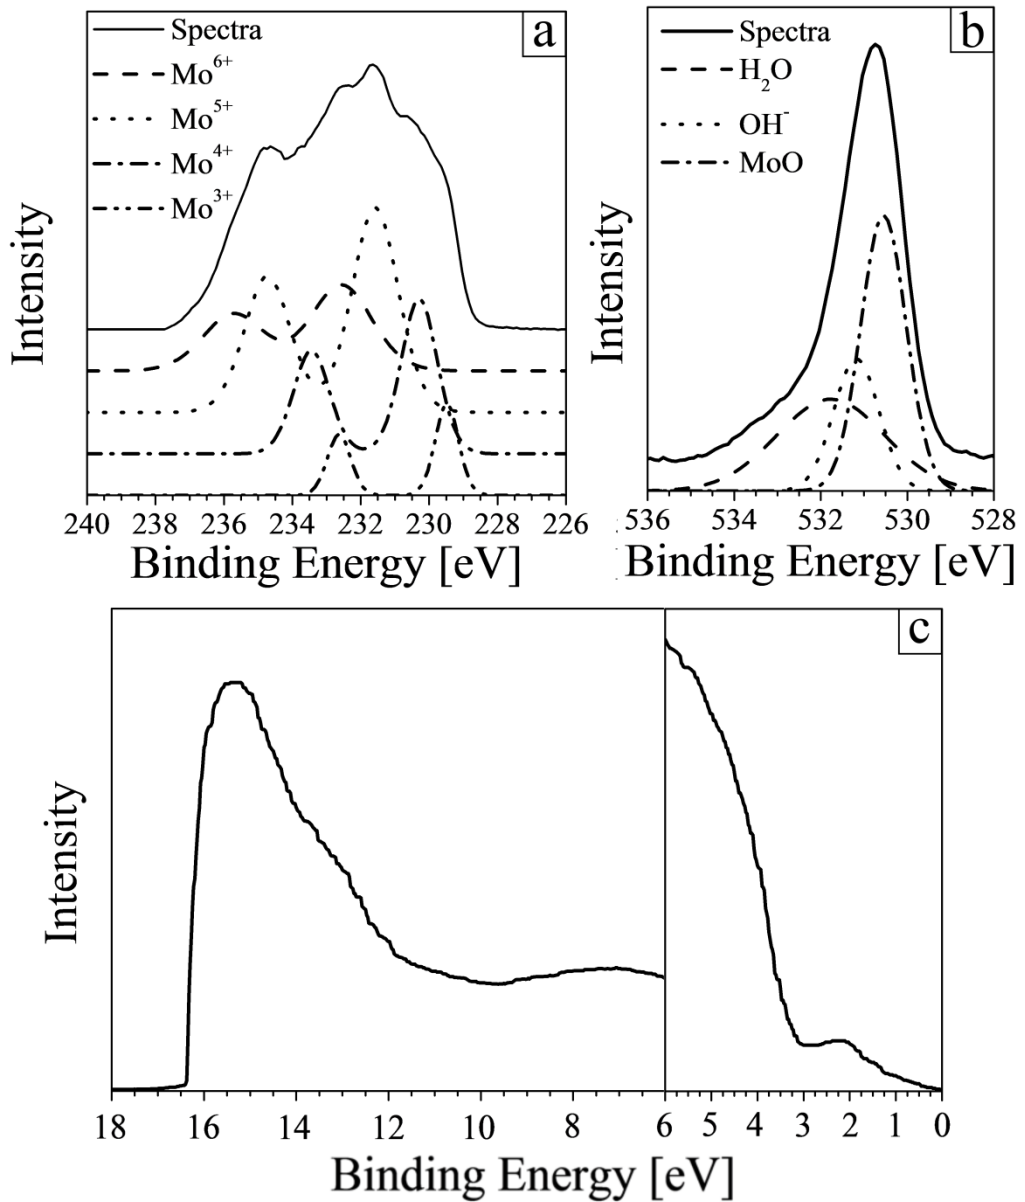 a
Spectra
Mo6+
Mo5+
Mo4+
Mo3+
Intensity
240 238 236 234 232 230 228 226
Binding Energy [eV]
b
Spectra
H2O
OH-
MoO
Intensity
536 534 532 530 528
Binding Energy [eV]
c
Intensity
18 16 14 12 10 8 6 5 4 3 2 1 0
Binding Energy [eV]